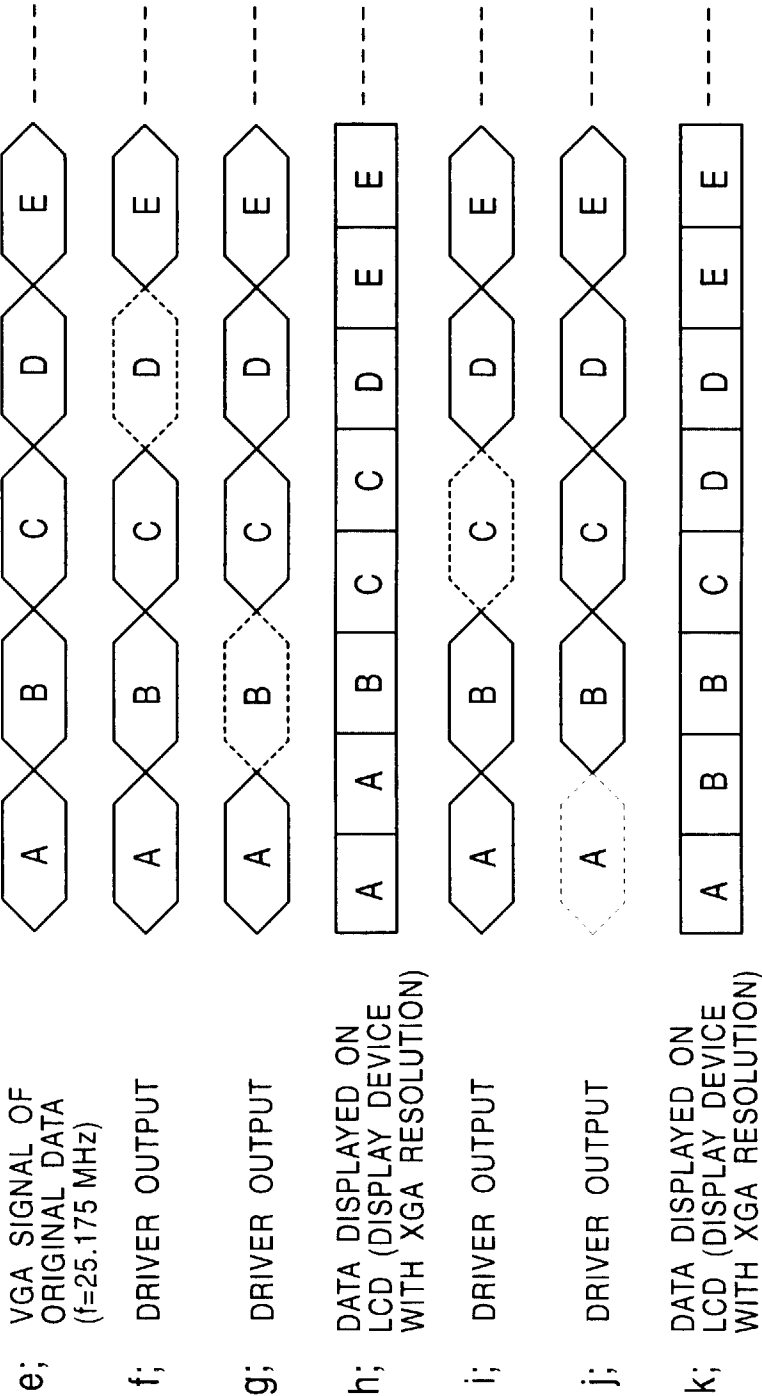 e; VGA SIGNAL OF
ORIGINAL DATA
(f=25.175 MHz)
A B C D E
f; DRIVER OUTPUT
A B C D E
g; DRIVER OUTPUT
A B C D E
h; DATA DISPLAYED ON
LCD (DISPLAY DEVICE
WITH XGA RESOLUTION)
A A B C C D E E
i; DRIVER OUTPUT
A B C D E
j; DRIVER OUTPUT
A B C D E
k; DATA DISPLAYED ON
LCD (DISPLAY DEVICE
WITH XGA RESOLUTION)
A B B C D D E E